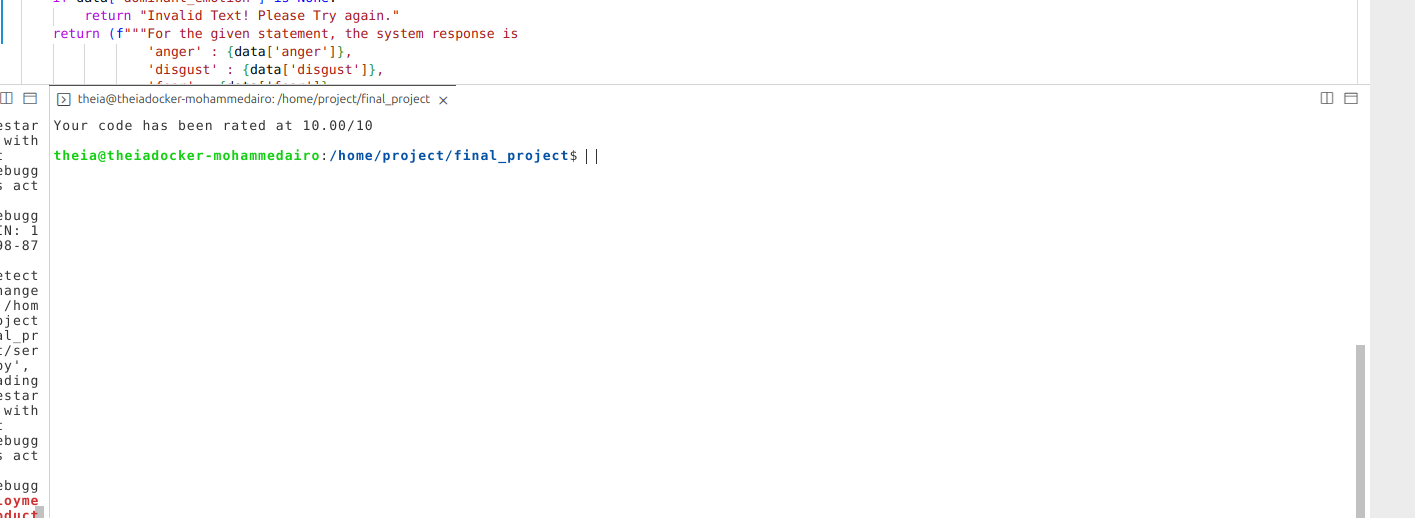 if data['dominant_emotion'] is None:
return "Invalid Text! Please Try again."
return (f"""For the given statement, the system response is
'anger' : {data['anger']},
'disgust' : {data['disgust']},
theia@theiadocker-mohammedairo: /home/project/final_project
estar
with
ebugg
s act
ebugg
IN: 1
98-87
etect
hange
/hom
oject
al_pr
t/ser
py',
ading
estar
with
t
ebugg
s act
ebugg
loyme
oduct
Your code has been rated at 10.00/10
theia@theiadocker-mohammedairo:/home/project/final_project$